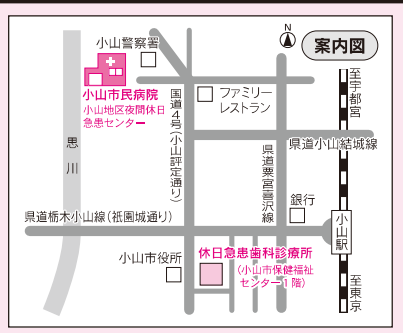 N
案内図
小山警察署
小山市民病院
小山地区夜間休日
急患センター
思川
国道4号(小山評定通り)
ファミリー
レストラン
至宇都宮
県道小山結城線
県道粟宮喜沢線
銀行
県道栃木小山線(祇園城通り)
小山駅
小山市役所
休日急患歯科診療所
(小山市保健福祉
センター1階)
至東京